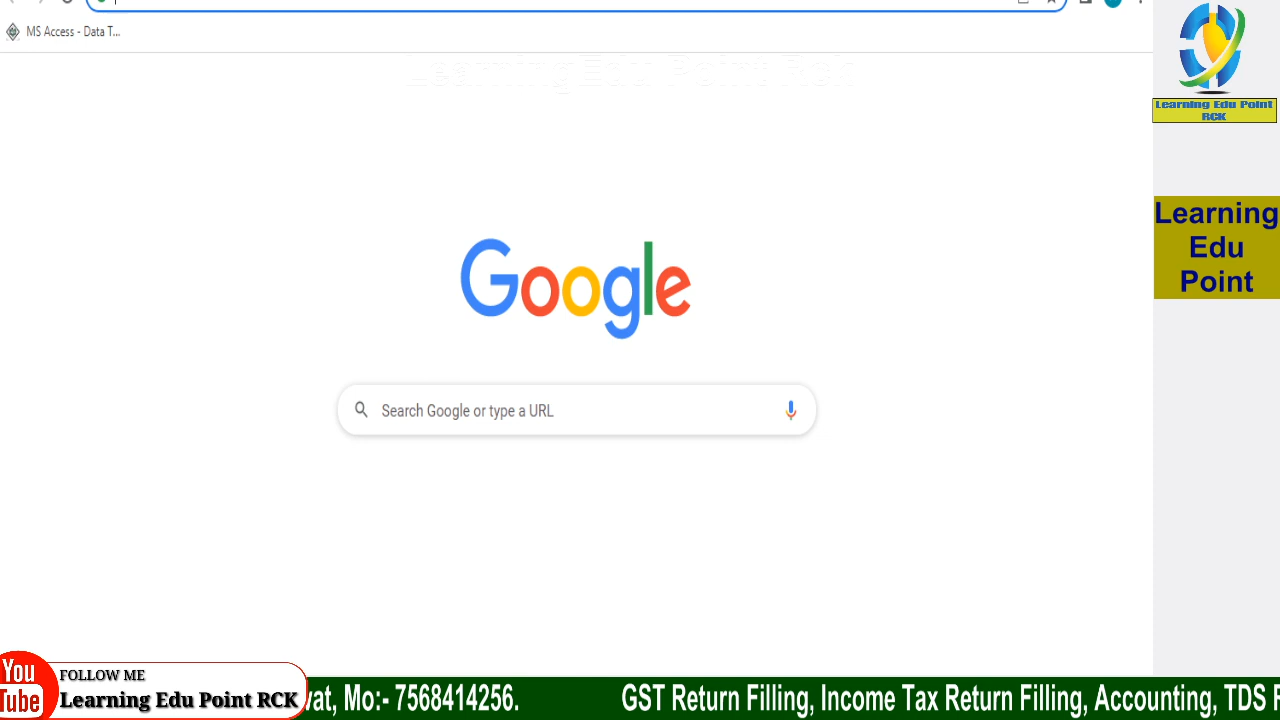 MS Access - Data T...
Learning Edu Point Rck
Learning Edu Point
RCK
Learning
Edu
Point
Google
Search Google or type a URL
You
Tube
FOLLOW ME
Learning Edu Point RCK
vat, Mo:- 7568414256. GST Return Filling, Income Tax Return Filling, Accounting, TDS